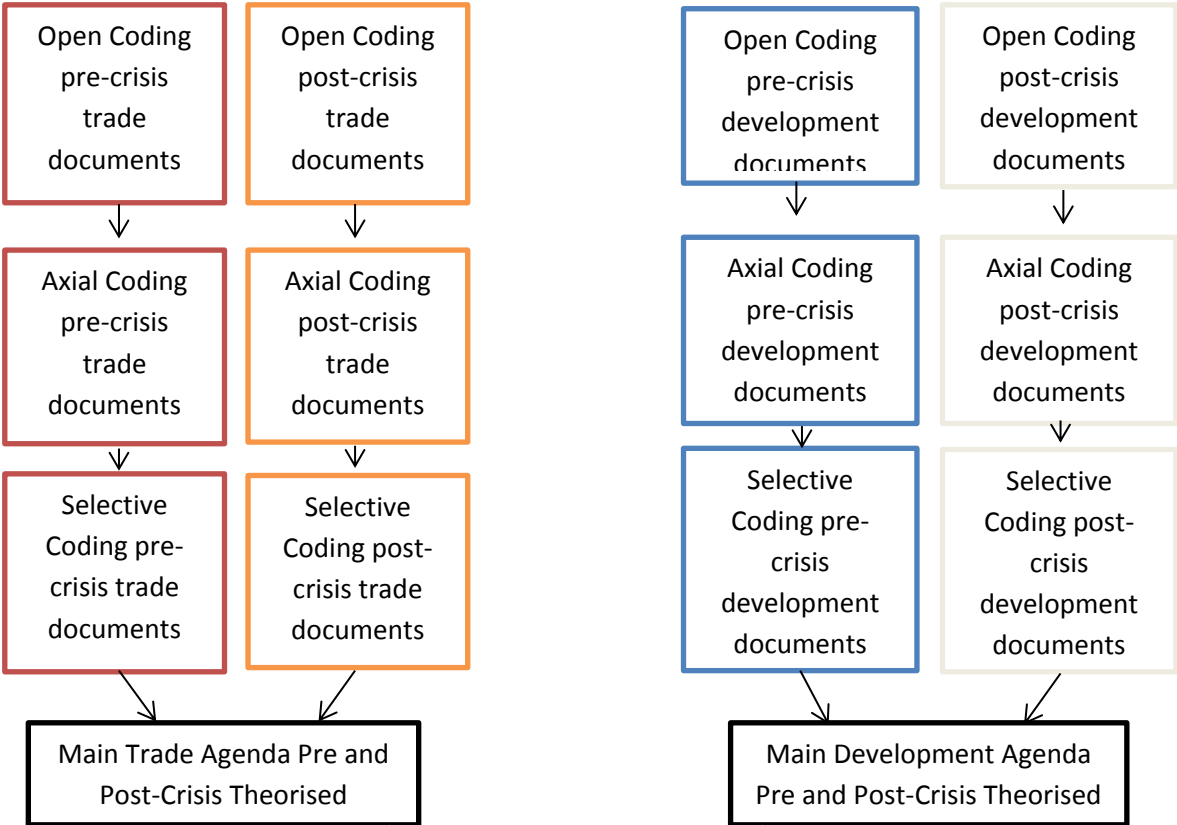 Open Coding
pre-crisis
trade
documents
Open Coding
post-crisis
trade
documents
Open Coding
pre-crisis
development
documents
Open Coding
post-crisis
development
documents
Axial Coding
pre-crisis
trade
documents
Axial Coding
post-crisis
trade
documents
Axial Coding
pre-crisis
development
documents
Axial Coding
post-crisis
development
documents
Selective
Coding pre-
crisis trade
documents
Selective
Coding post-
crisis trade
documents
Selective
Coding pre-
crisis
development
documents
Selective
Coding post-
crisis
development
documents
Main Trade Agenda Pre and
Post-Crisis Theorised
Main Development Agenda
Pre and Post-Crisis Theorised